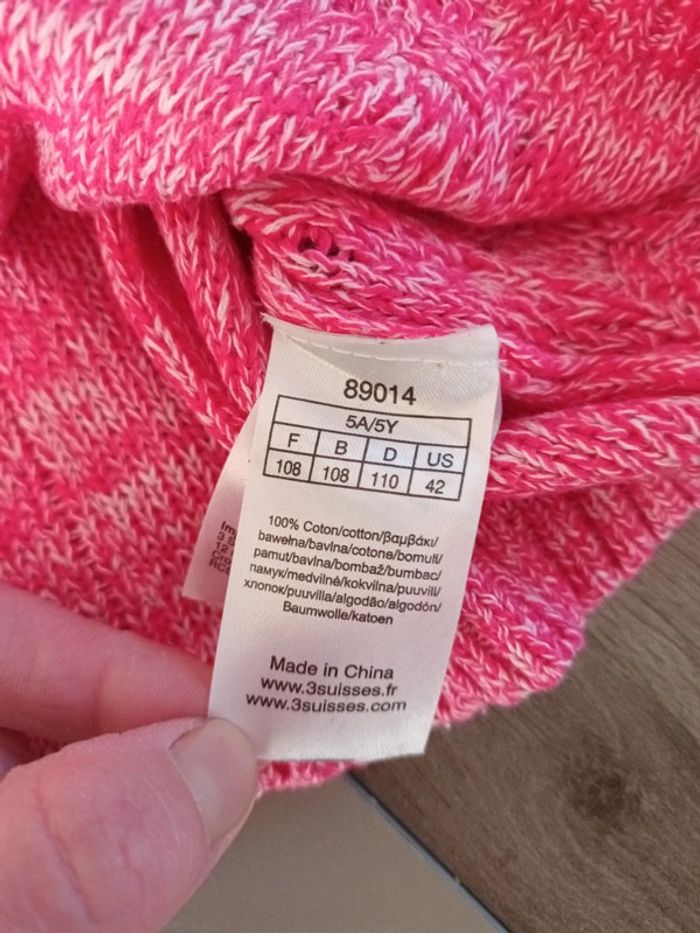 89014
5A/5Y
F B D US
108 108 110 42
100% Coton/cotton/βαμβάκι/
bawełna/bavlna/cotone/bomull/
pamut/bavlna/bombaž/bumbac/
памук/medvilnė/kokvilna/puuvill/
хлопок/puuvilla/algodão/algodón/
Baumwolle/katoen
Made in China
www.3suisses.fr
www.3suisses.com